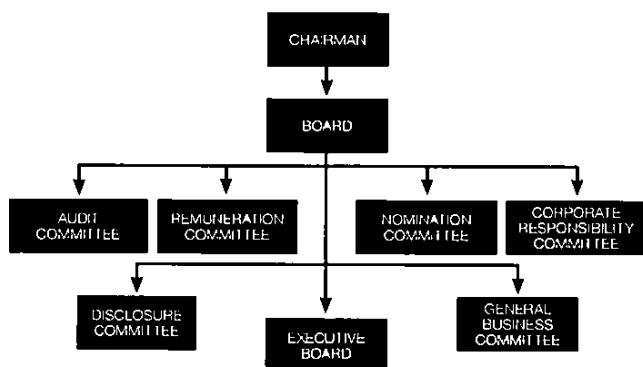 CHAIRMAN
BOARD
AUDIT
COMMITTEE
REMUNERATION
COMMITTEE
NOMINATION
COMMITTEE
CORPORATE
RESPONSIBILITY
COMMITTEE
DISCLOSURE
COMMITTEE
EXECUTIVE
BOARD
GENERAL
BUSINESS
COMMITTEE